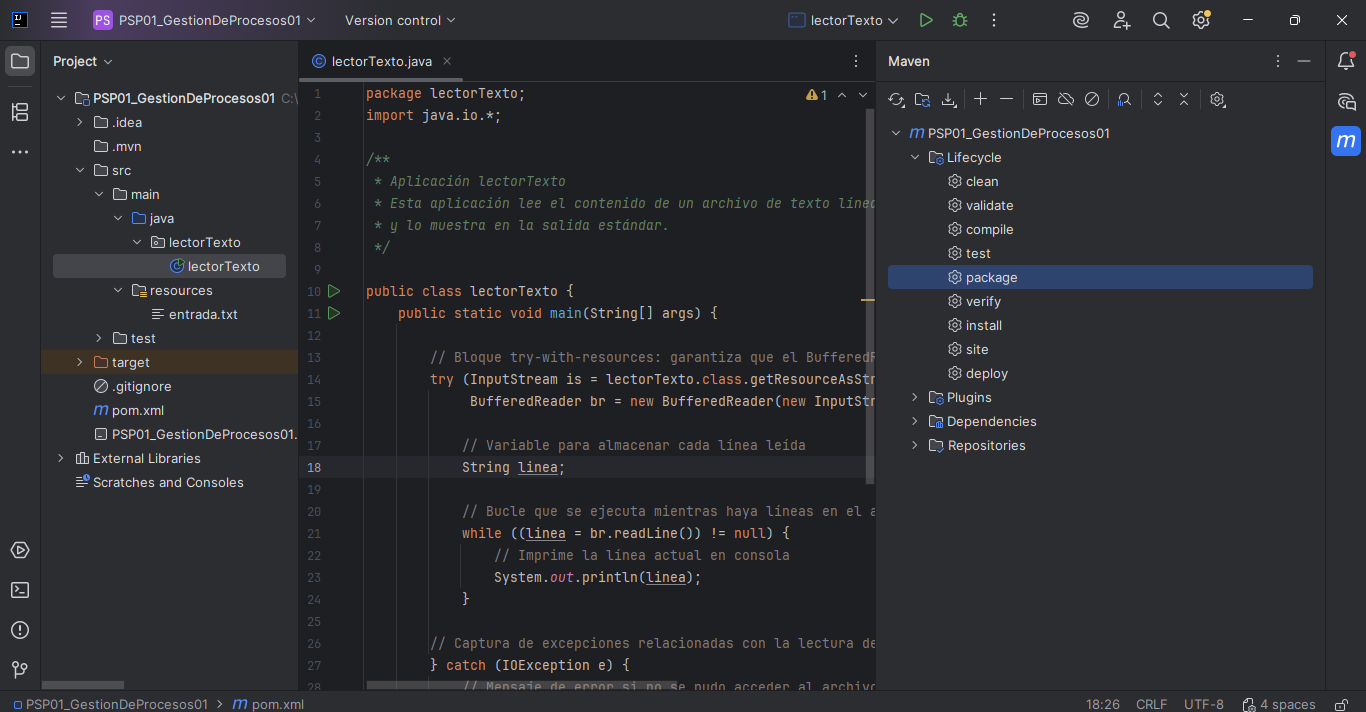 PS PSP01_GestionDeProcesos01 Version control lectorTexto
Project
PSP01_GestionDeProcesos01 C:\
.idea
.mvn
src
main
java
lectorTexto
lectorTexto
resources
entrada.txt
test
target
.gitignore
pom.xml
PSP01_GestionDeProcesos01.
External Libraries
Scratches and Consoles
lectorTexto.java
1
1 package lectorTexto;
2 import java.io.*;
3
4 /**
5 * Aplicación lectorTexto
6 * Esta aplicación lee el contenido de un archivo de texto línea
7 * y lo muestra en la salida estándar.
8 */
9
10 public class lectorTexto {
11 public static void main(String[] args) {
12
13 // Bloque try-with-resources: garantiza que el BufferedR
14 try (InputStream is = lectorTexto.class.getResourceAsStr
15 BufferedReader br = new BufferedReader(new InputStr
16
17 // Variable para almacenar cada línea leída
18 String linea;
19
20 // Bucle que se ejecuta mientras haya líneas en el a
21 while ((linea = br.readLine()) != null) {
22 // Imprime la línea actual en consola
23 System.out.println(linea);
24 }
25
26 // Captura de excepciones relacionadas con la lectura de
27 } catch (IOException e) {
28 // Mensaje de error si no se pudo acceder al archivo
Maven
m PSP01_GestionDeProcesos01
Lifecycle
clean
validate
compile
test
package
verify
install
site
deploy
Plugins
Dependencies
Repositories
m
PSP01_GestionDeProcesos01 > m pom.xml 18:26 CRLF UTF-8 4 spaces